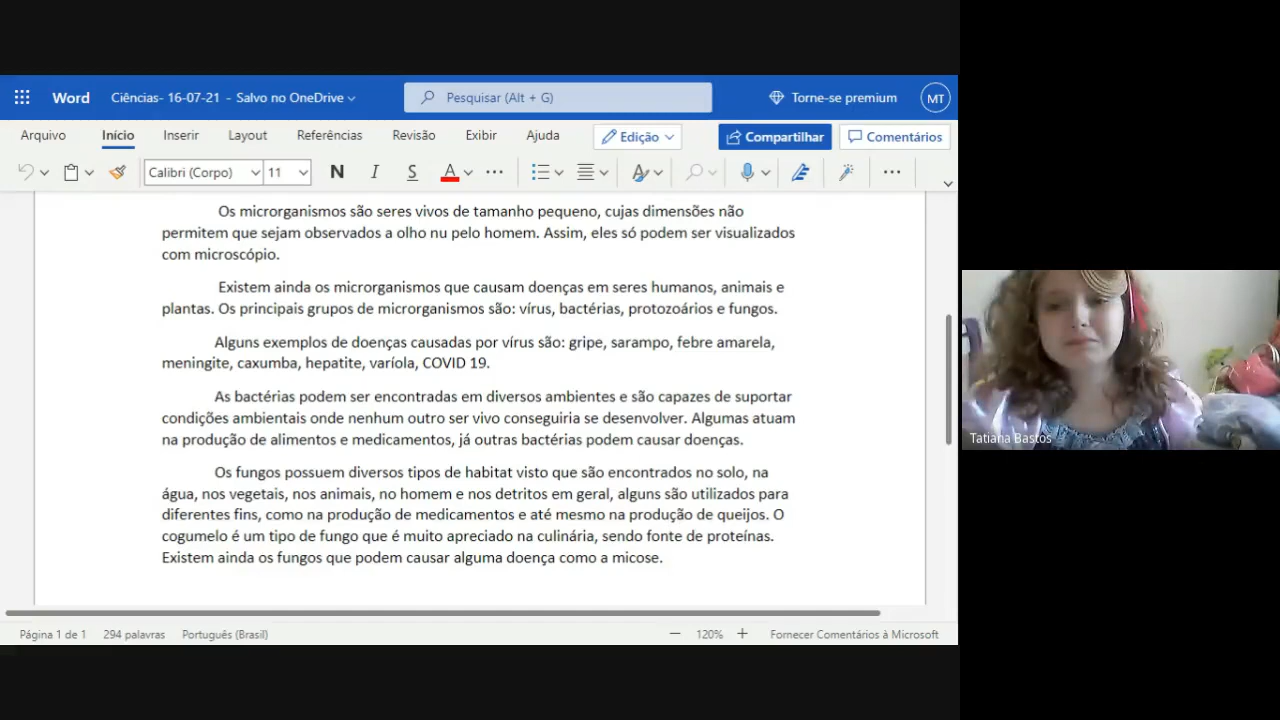 Word Ciências- 16-07-21 - Salvo no OneDrive Pesquisar (Alt + G) Torne-se premium MT
Arquivo Início Inserir Layout Referências Revisão Exibir Ajuda Edição Compartilhar Comentários
Calibri (Corpo) 11 N I S A A
Os microrganismos são seres vivos de tamanho pequeno, cujas dimensões não
permitem que sejam observados a olho nu pelo homem. Assim, eles só podem ser visualizados
com microscópio.
Existem ainda os microrganismos que causam doenças em seres humanos, animais e
plantas. Os principais grupos de microrganismos são: vírus, bactérias, protozoários e fungos.
Alguns exemplos de doenças causadas por vírus são: gripe, sarampo, febre amarela,
meningite, caxumba, hepatite, varíola, COVID 19.
As bactérias podem ser encontradas em diversos ambientes e são capazes de suportar
condições ambientais onde nenhum outro ser vivo conseguiria se desenvolver. Algumas atuam
na produção de alimentos e medicamentos, já outras bactérias podem causar doenças.
Os fungos possuem diversos tipos de habitat visto que são encontrados no solo, na
água, nos vegetais, nos animais, no homem e nos detritos em geral, alguns são utilizados para
diferentes fins, como na produção de medicamentos e até mesmo na produção de queijos. O
cogumelo é um tipo de fungo que é muito apreciado na culinária, sendo fonte de proteínas.
Existem ainda os fungos que podem causar alguma doença como a micose.
Página 1 de 1 294 palavras Português (Brasil) 120% Fornecer Comentários à Microsoft
Tatiana Bastos